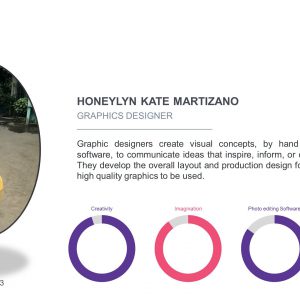 HONEYLYN KATE MARTIZANO
GRAPHICS DESIGNER
Graphic designers create visual concepts, by hand
software, to communicate ideas that inspire, inform, or
They develop the overall layout and production design
high quality graphics to be used.
Creativity
Imagination
Photo editing Software
3